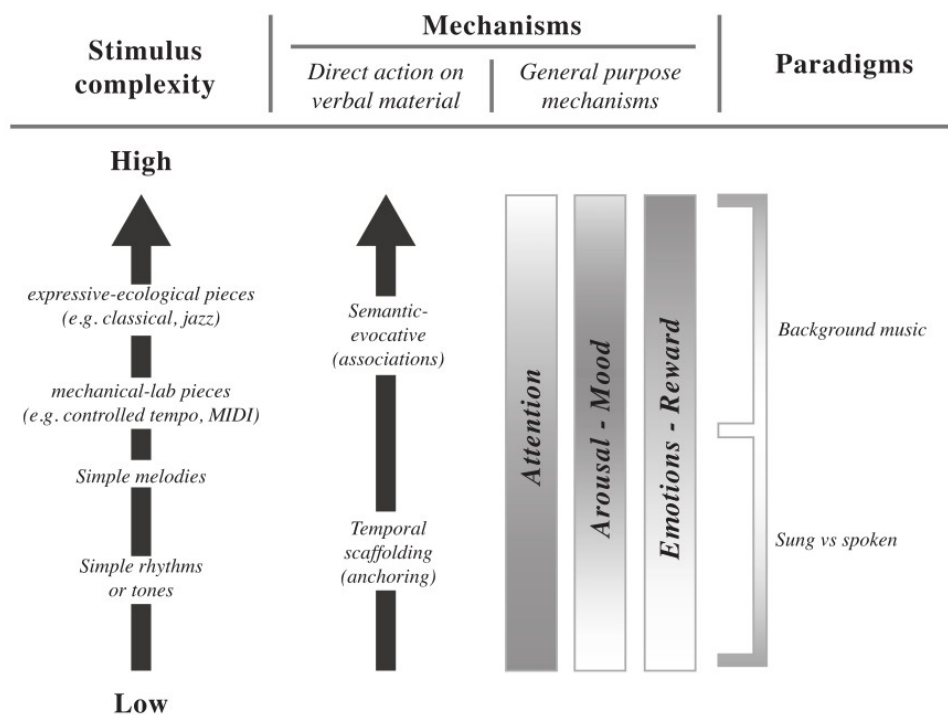 Stimulus
complexity
Mechanisms
Direct action on
verbal material
General purpose
mechanisms
Paradigms
High
expressive-ecological pieces
(e.g. classical, jazz)
mechanical-lab pieces
(e.g. controlled tempo, MIDI)
Simple melodies
Simple rhythms
or tones
Low
Semantic-
evocative
(associations)
Temporal
scaffolding
(anchoring)
Attention
Arousal - Mood
Emotions - Reward
Background music
Sung vs spoken